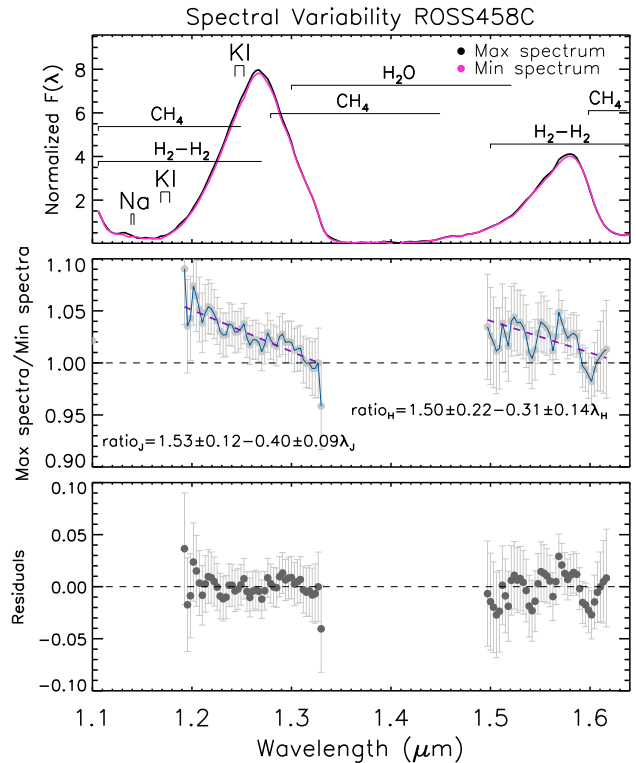 Spectral Variability ROSS458C
Normalized F(λ)
8
6
4
2
KI
Max spectrum
Min spectrum
H₂O
CH₄
CH₄
CH₄
H₂−H₂
H₂−H₂
KI
Na
Max spectra/Min spectra
1.10
1.05
1.00
0.95
0.90
ratio_H=1.50±0.22−0.31±0.14λ_H
ratio_J=1.53±0.12−0.40±0.09λ_J
Residuals
0.10
0.05
0.00
−0.05
−0.10
1.1 1.2 1.3 1.4 1.5 1.6
Wavelength (μm)